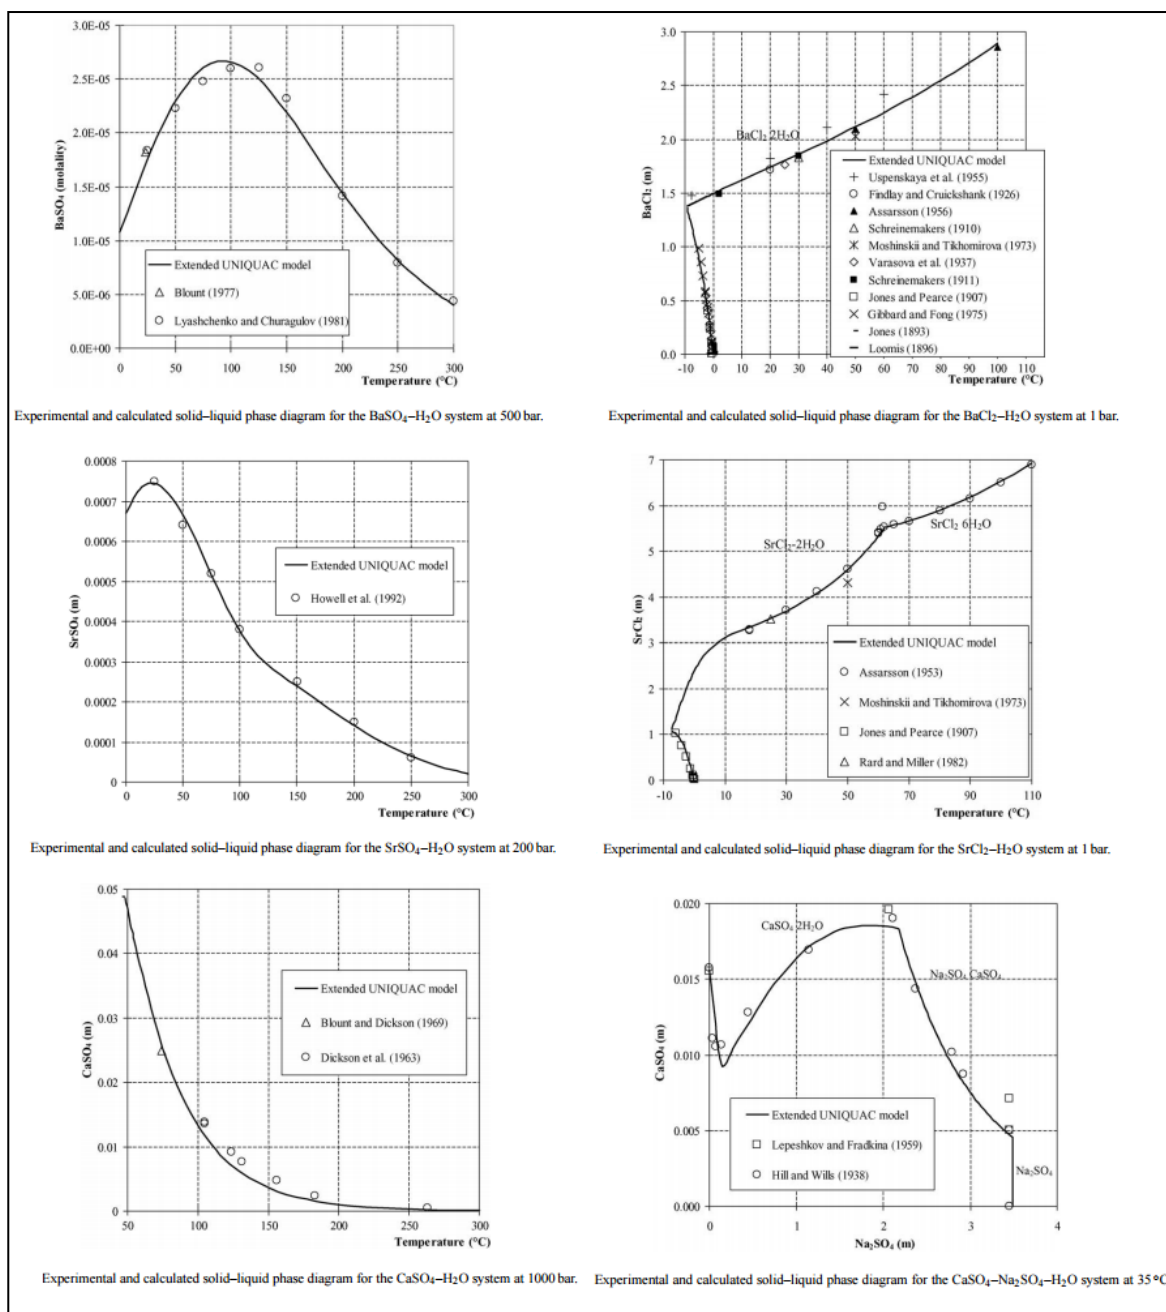 3.0E-05
2.5E-05
2.0E-05
1.5E-05
1.0E-05
5.0E-06
0.0E+00
BaSO₄ (molality)
Extended UNIQUAC model
Blount (1977)
Lyashchenko and Churagulov (1981)
0 50 100 150 200 250 300
Temperature (°C)
Experimental and calculated solid–liquid phase diagram for the BaSO₄–H₂O system at 500 bar.
3.0
2.5
2.0
1.5
1.0
0.5
0.0
BaCl₂ (m)
BaCl₂ 2H₂O
Extended UNIQUAC model
Uspenskaya et al. (1955)
Findlay and Cruickshank (1926)
Assarsson (1956)
Schreinemakers (1910)
Moshinskii and Tikhomirova (1973)
Varasova et al. (1937)
Schreinemakers (1911)
Jones and Pearce (1907)
Gibbard and Fong (1975)
Jones (1893)
Loomis (1896)
-10 0 10 20 30 40 50 60 70 80 90 100
Temperature (°C)
Experimental and calculated solid–liquid phase diagram for the BaCl₂–H₂O system at 1 bar.
0.0008
0.0007
0.0006
0.0005
0.0004
0.0003
0.0002
0.0001
0
SrSO₄ (m)
Extended UNIQUAC model
Howell et al. (1992)
0 50 100 150 200 250 300
Temperature (°C)
Experimental and calculated solid–liquid phase diagram for the SrSO₄–H₂O system at 200 bar.
7
6
5
4
3
2
1
0
SrCl₂ (m)
SrCl₂·2H₂O
SrCl₂ 6H₂O
Extended UNIQUAC model
Assarsson (1953)
Moshinskii and Tikhomirova (1973)
Jones and Pearce (1907)
Rard and Miller (1982)
-10 10 30 50 70 90 110
Temperature (°C)
Experimental and calculated solid–liquid phase diagram for the SrCl₂–H₂O system at 1 bar.
0.05
0.04
0.03
0.02
0.01
0
CaSO₄ (m)
Extended UNIQUAC model
Blount and Dickson (1969)
Dickson et al. (1963)
50 100 150 200 250 300
Temperature (°C)
Experimental and calculated solid–liquid phase diagram for the CaSO₄–H₂O system at 1000 bar.
0.020
0.015
0.010
0.005
0.000
CaSO₄ (m)
CaSO₄ 2H₂O
Na₂SO₄ CaSO₄
Na₂SO₄
Extended UNIQUAC model
Lepeshkov and Fradkina (1959)
Hill and Wills (1938)
0 1 2 3 4
Na₂SO₄ (m)
Experimental and calculated solid–liquid phase diagram for the CaSO₄–Na₂SO₄–H₂O system at 35 °C